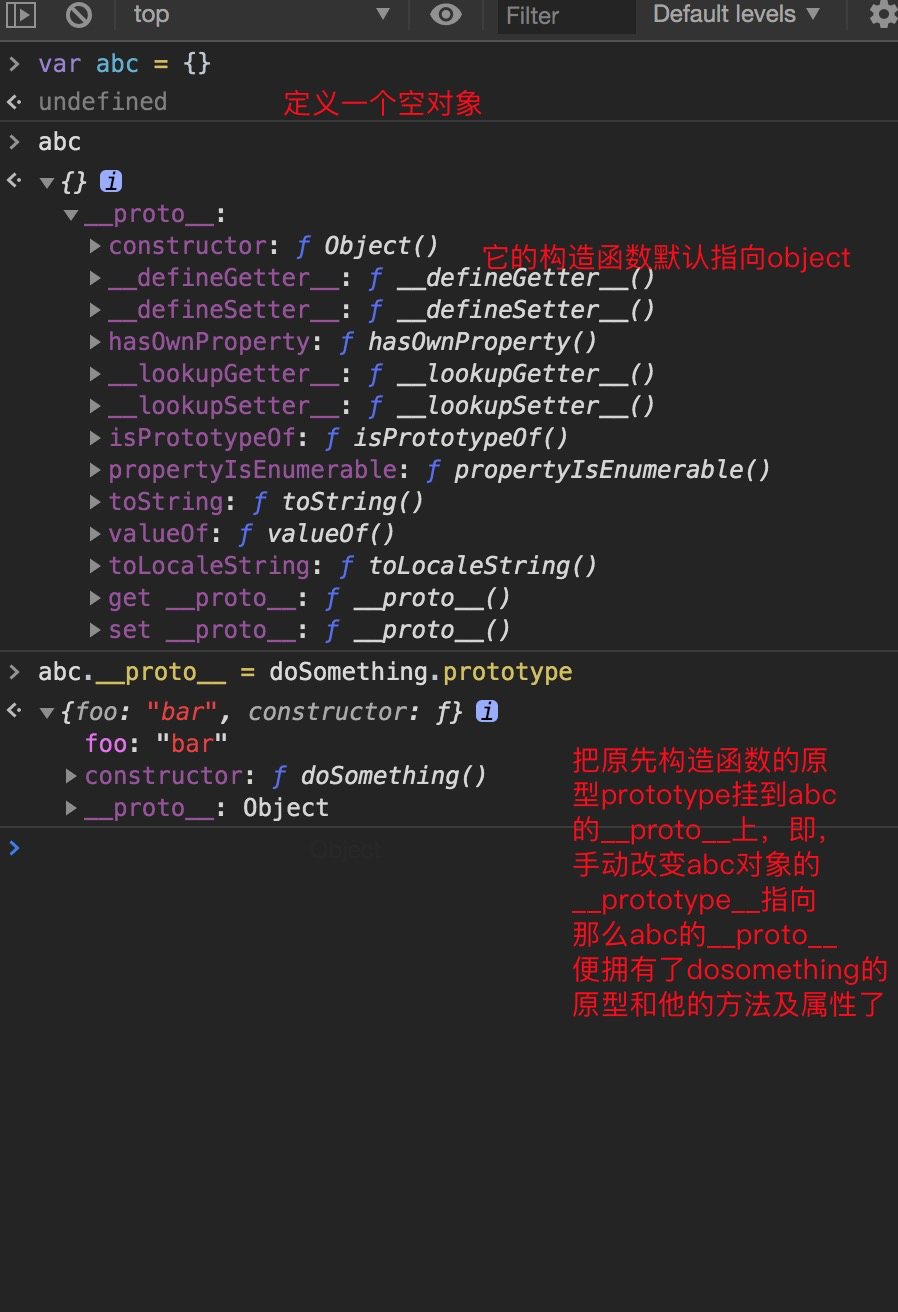 top
Filter
Default levels
var abc = {}
undefined
定义一个空对象
abc
{} i
__proto__:
constructor: ƒ Object()
它的构造函数默认指向object
__defineGetter__: ƒ __defineGetter__()
__defineSetter__: ƒ __defineSetter__()
hasOwnProperty: ƒ hasOwnProperty()
__lookupGetter__: ƒ __lookupGetter__()
__lookupSetter__: ƒ __lookupSetter__()
isPrototypeOf: ƒ isPrototypeOf()
propertyIsEnumerable: ƒ propertyIsEnumerable()
toString: ƒ toString()
valueOf: ƒ valueOf()
toLocaleString: ƒ toLocaleString()
get __proto__: ƒ __proto__()
set __proto__: ƒ __proto__()
abc.__proto__ = doSomething.prototype
{foo: "bar", constructor: ƒ} i
foo: "bar"
constructor: ƒ doSomething()
__proto__: Object
把原先构造函数的原
型prototype挂到abc
的__proto__上，即，
手动改变abc对象的
__prototype__指向
那么abc的__proto__
便拥有了dosomething的
原型和他的方法及属性了
Object